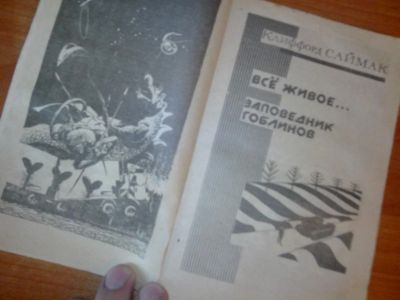 Клиффорд САЙМАК
ВСЁ ЖИВОЕ...
ЗАПОВЕДНИК
ГОБЛИНОВ